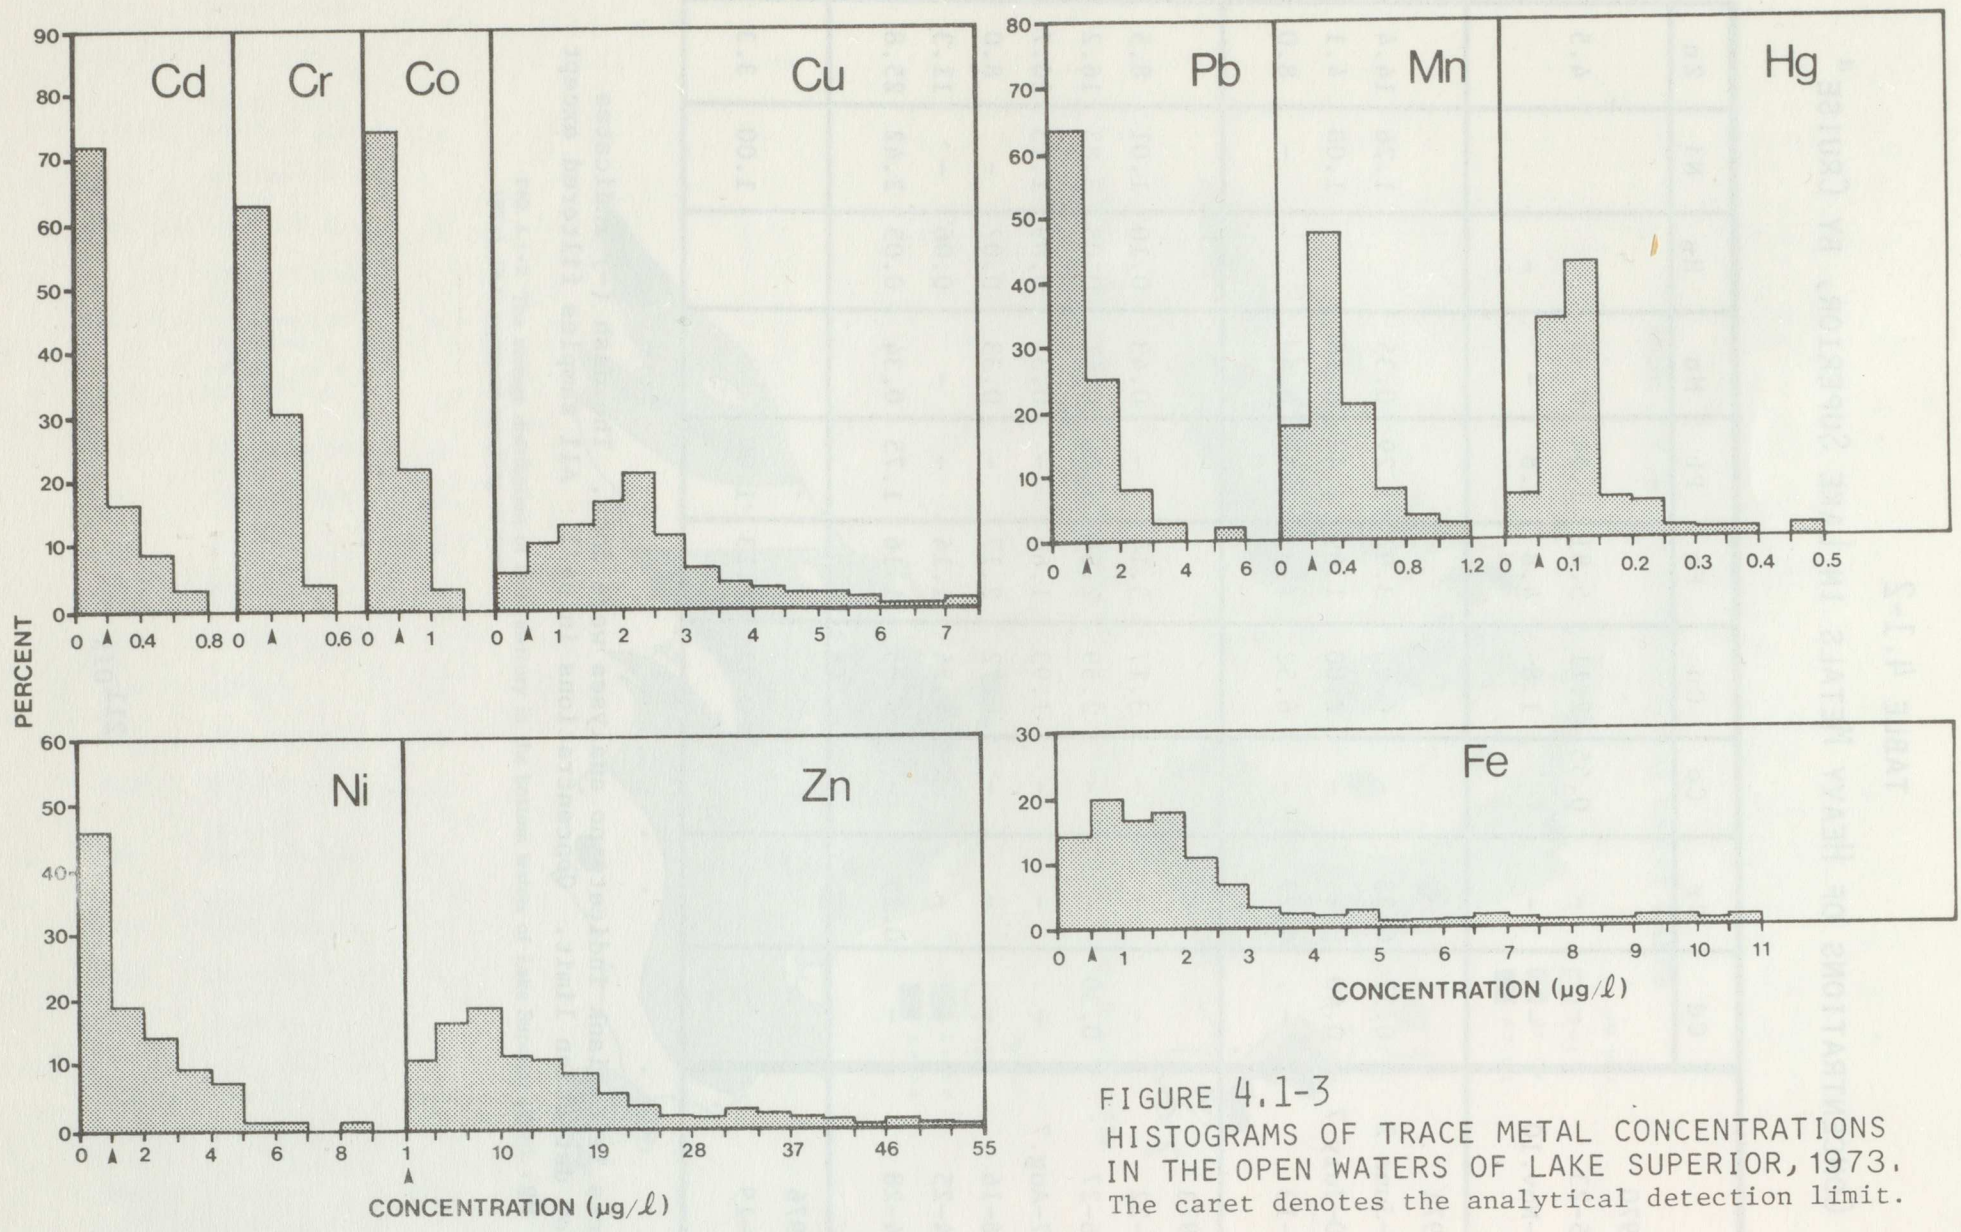 90
80
70
60
50
40
30
20
10
0
Cd
Cr
Co
Cu
0 0.4 0.8
0 0.6
0 1
0 1 2 3 4 5 6 7
80
70
60
50
40
30
20
10
0
Pb
Mn
Hg
0 2 4 6
0 0.4 0.8 1.2
0 0.1 0.2 0.3 0.4 0.5
PERCENT
60
50
40
30
20
10
0
Ni
Zn
0 2 4 6 8
1 10 19 28 37 46 55
CONCENTRATION (µg/ℓ)
30
20
10
0
Fe
0 1 2 3 4 5 6 7 8 9 10 11
CONCENTRATION (µg/ℓ)
FIGURE 4.1-3
HISTOGRAMS OF TRACE METAL CONCENTRATIONS
IN THE OPEN WATERS OF LAKE SUPERIOR, 1973.
The caret denotes the analytical detection limit.